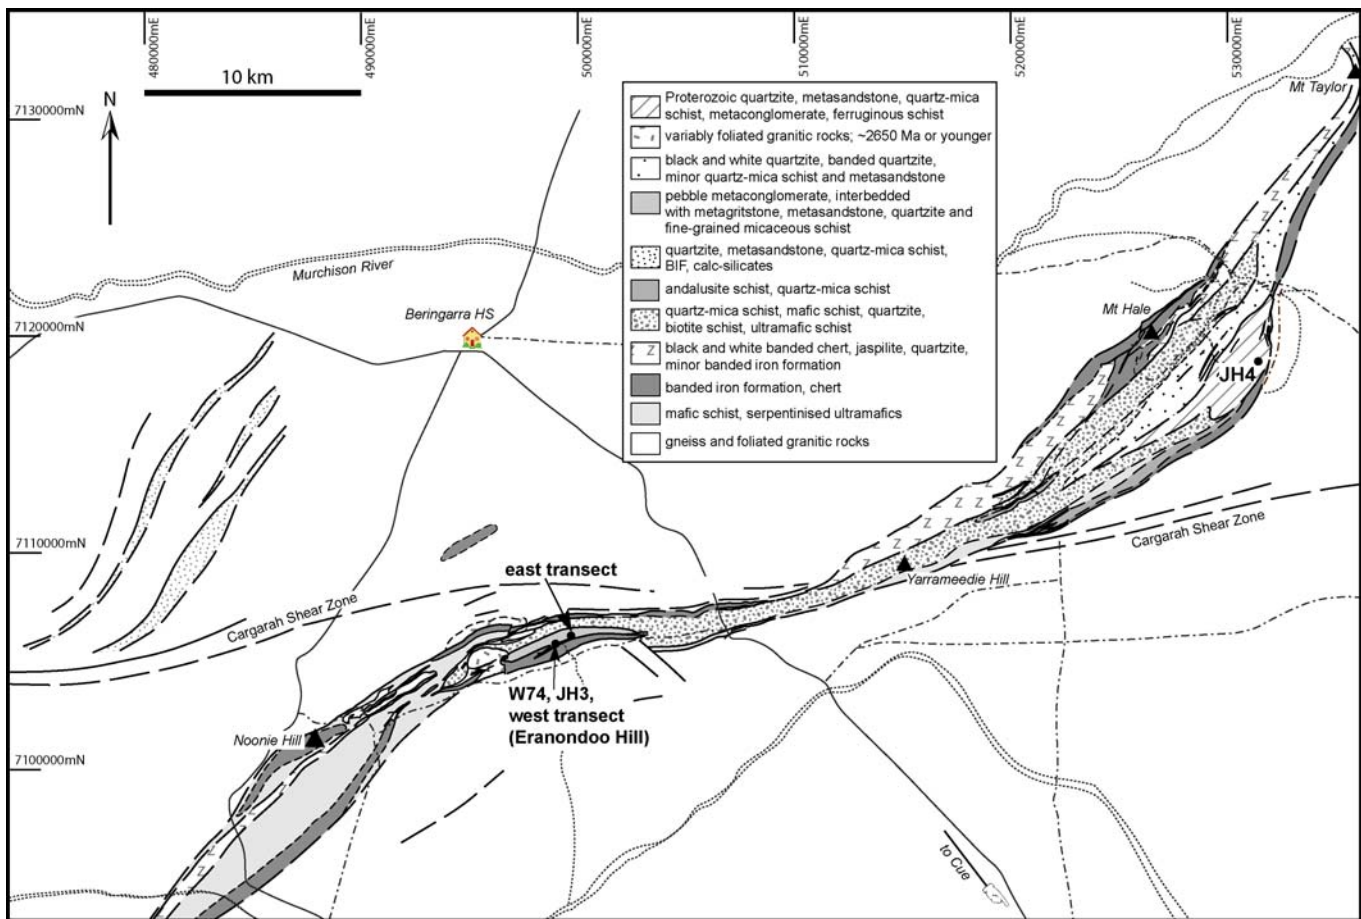 480000mE
490000mE
500000mE
510000mE
520000mE
530000mE
10 km
N
7130000mN
7120000mN
7110000mN
7100000mN
Proterozoic quartzite, metasandstone, quartz-mica
schist, metaconglomerate, ferruginous schist
variably foliated granitic rocks; ~2650 Ma or younger
black and white quartzite, banded quartzite,
minor quartz-mica schist and metasandstone
pebble metaconglomerate, interbedded
with metagritstone, metasandstone, quartzite and
fine-grained micaceous schist
quartzite, metasandstone, quartz-mica schist,
BIF, calc-silicates
andalusite schist, quartz-mica schist
quartz-mica schist, mafic schist, quartzite,
biotite schist, ultramafic schist
z black and white banded chert, jaspilite, quartzite,
minor banded iron formation
banded iron formation, chert
mafic schist, serpentinised ultramafics
gneiss and foliated granitic rocks
Mt Taylor
Murchison River
Beringarra HS
Mt Hale
JH4
Cargarah Shear Zone
Yarrameedie Hill
east transect
Cargarah Shear Zone
W74, JH3,
west transect
(Eranondoo Hill)
Noonie Hill
to Cue